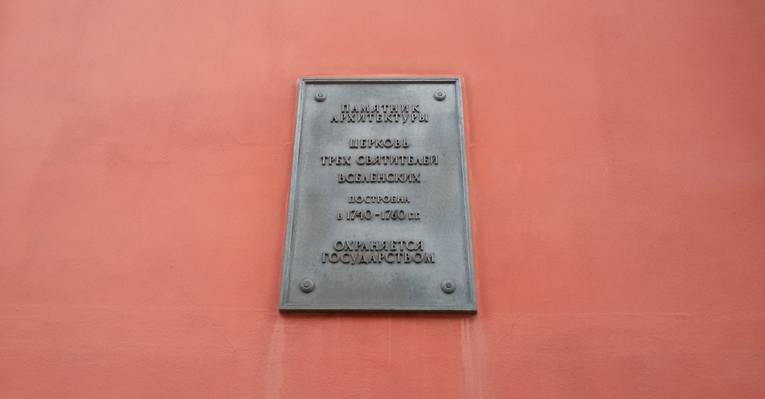 ПАМЯТНИК
АРХИТЕКТУРЫ
ЦЕРКОВЬ
ТРЕХ СВЯТИТЕЛЕЙ
ВСЕЛЕНСКИХ
ПОСТРОЕНА
В 1740-1760 ГГ.
ОХРАНЯЕТСЯ
ГОСУДАРСТВОМ